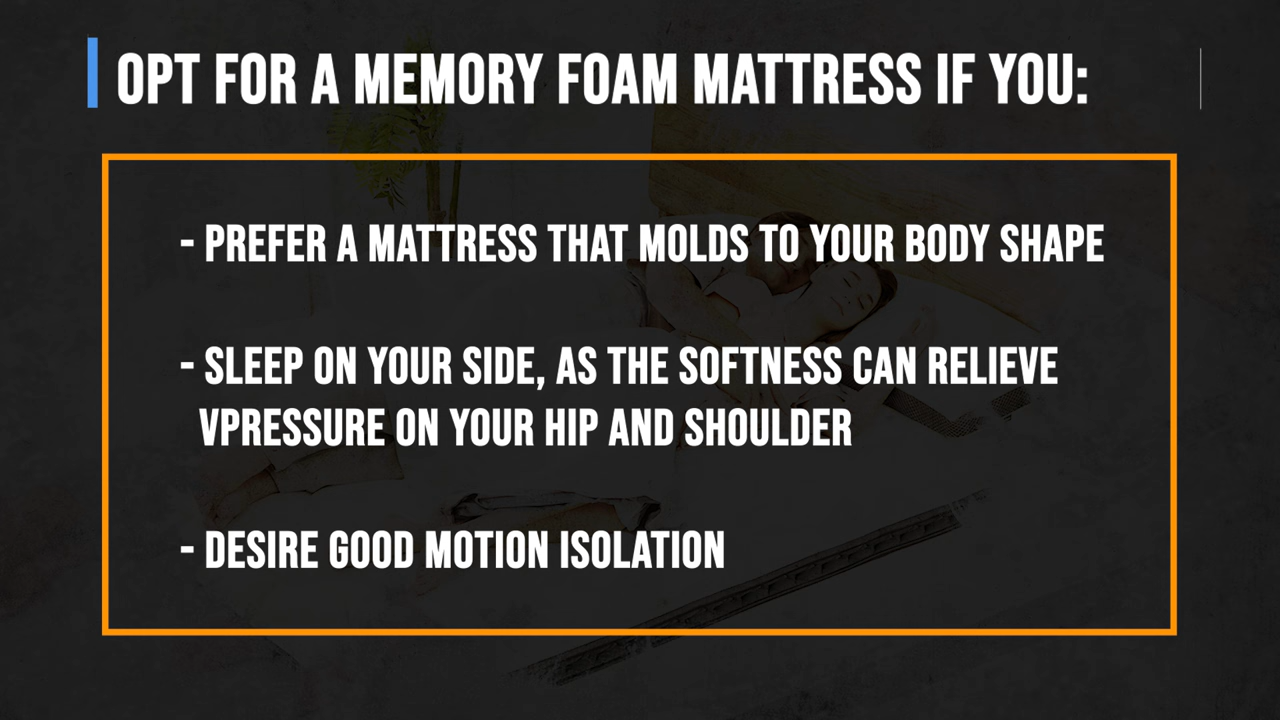 OPT FOR A MEMORY FOAM MATTRESS IF YOU:
- PREFER A MATTRESS THAT MOLDS TO YOUR BODY SHAPE
- SLEEP ON YOUR SIDE, AS THE SOFTNESS CAN RELIEVE
VPRESSURE ON YOUR HIP AND SHOULDER
- DESIRE GOOD MOTION ISOLATION